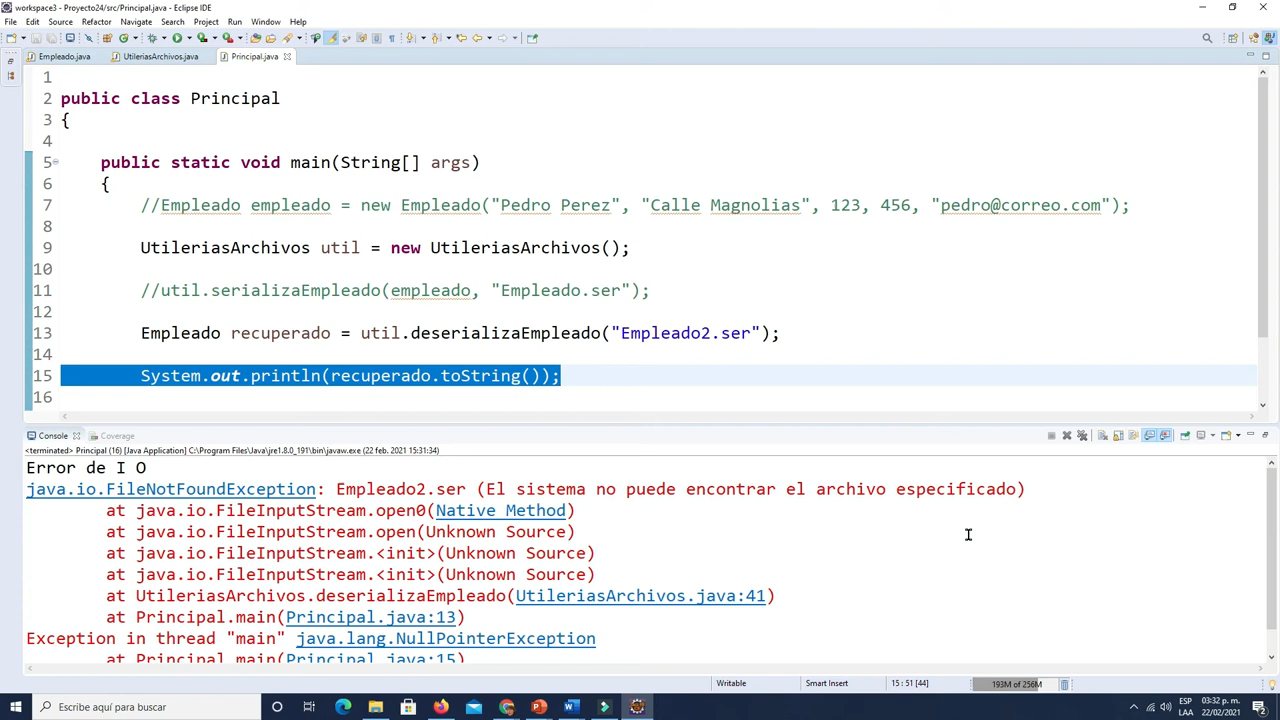 workspace3 - Proyecto24/src/Principal.java - Eclipse IDE
File Edit Source Refactor Navigate Search Project Run Window Help
Empleado.java UtileriasArchivos.java Principal.java
1
2 public class Principal
3 {
4
5 public static void main(String[] args)
6 {
7 //Empleado empleado = new Empleado("Pedro Perez", "Calle Magnolias", 123, 456, "pedro@correo.com");
8
9 UtileriasArchivos util = new UtileriasArchivos();
10
11 //util.serializaEmpleado(empleado, "Empleado.ser");
12
13 Empleado recuperado = util.deserializaEmpleado("Empleado2.ser");
14
15 System.out.println(recuperado.toString());
16
Console Coverage
<terminated> Principal (16) [Java Application] C:\Program Files\Java\jre1.8.0_191\bin\javaw.exe (22 feb. 2021 15:31:34)
Error de I O
java.io.FileNotFoundException: Empleado2.ser (El sistema no puede encontrar el archivo especificado)
at java.io.FileInputStream.open0(Native Method)
at java.io.FileInputStream.open(Unknown Source)
at java.io.FileInputStream.<init>(Unknown Source)
at java.io.FileInputStream.<init>(Unknown Source)
at UtileriasArchivos.deserializaEmpleado(UtileriasArchivos.java:41)
at Principal.main(Principal.java:13)
Exception in thread "main" java.lang.NullPointerException
at Principal.main(Principal.java:15)
Writable Smart Insert 15 : 51 [44] 193M of 256M
Escribe aquí para buscar
ESP 03:32 p. m.
LAA 22/02/2021